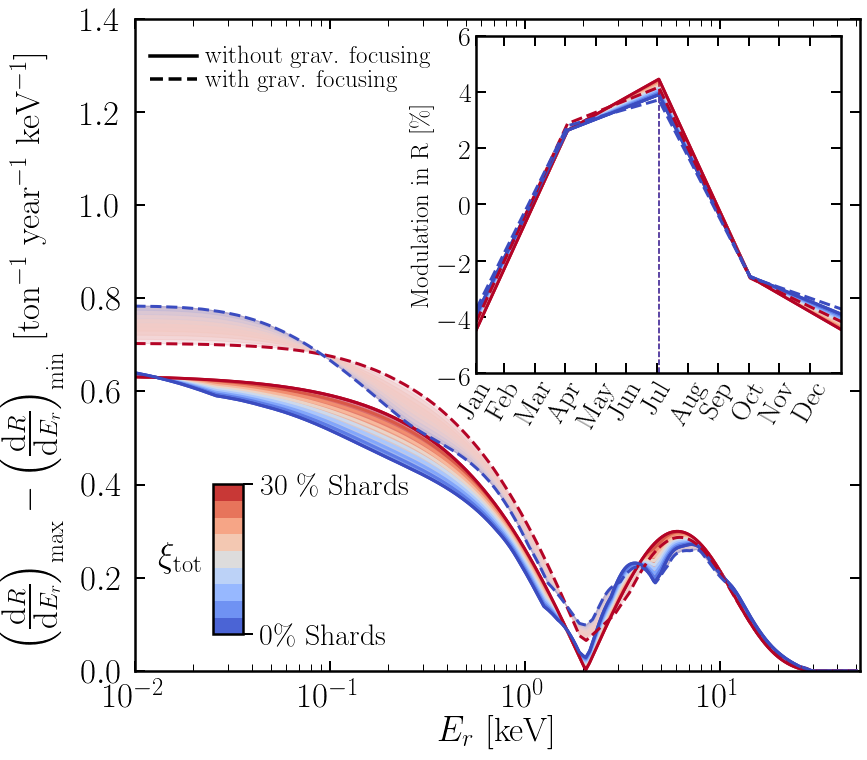 1.4
1.2
1.0
0.8
0.6
0.4
0.2
0.0
(dR/dE_r)_max − (dR/dE_r)_min [ton⁻¹ year⁻¹ keV⁻¹]
without grav. focusing
with grav. focusing
6
4
2
0
−2
−4
−6
Modulation in R [%]
Jan
Feb
Mar
Apr
May
Jun
Jul
Aug
Sep
Oct
Nov
Dec
30 % Shards
ξ_tot
0% Shards
10⁻²
10⁻¹
10⁰
10¹
E_r [keV]